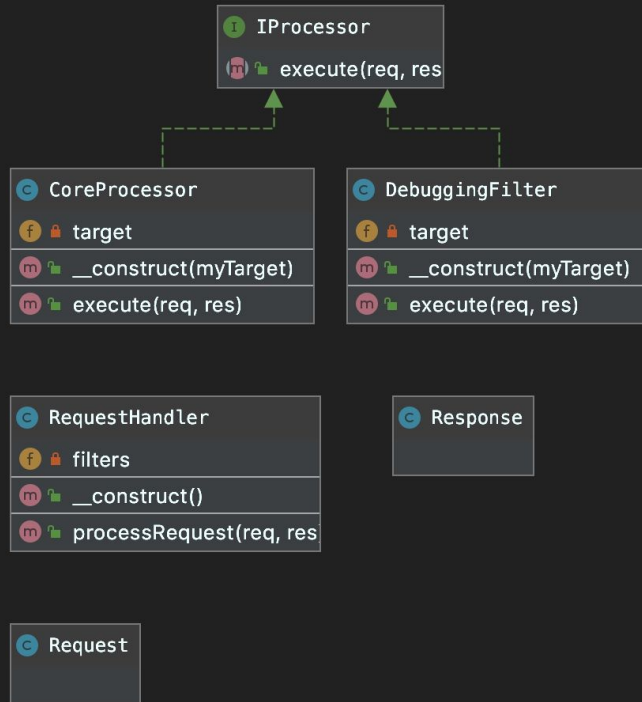 I IProcessor
m execute(req, res
C CoreProcessor
C DebuggingFilter
f target
f target
m __construct(myTarget)
m __construct(myTarget)
m execute(req, res)
m execute(req, res)
C RequestHandler
C Response
f filters
m __construct()
m processRequest(req, res
C Request